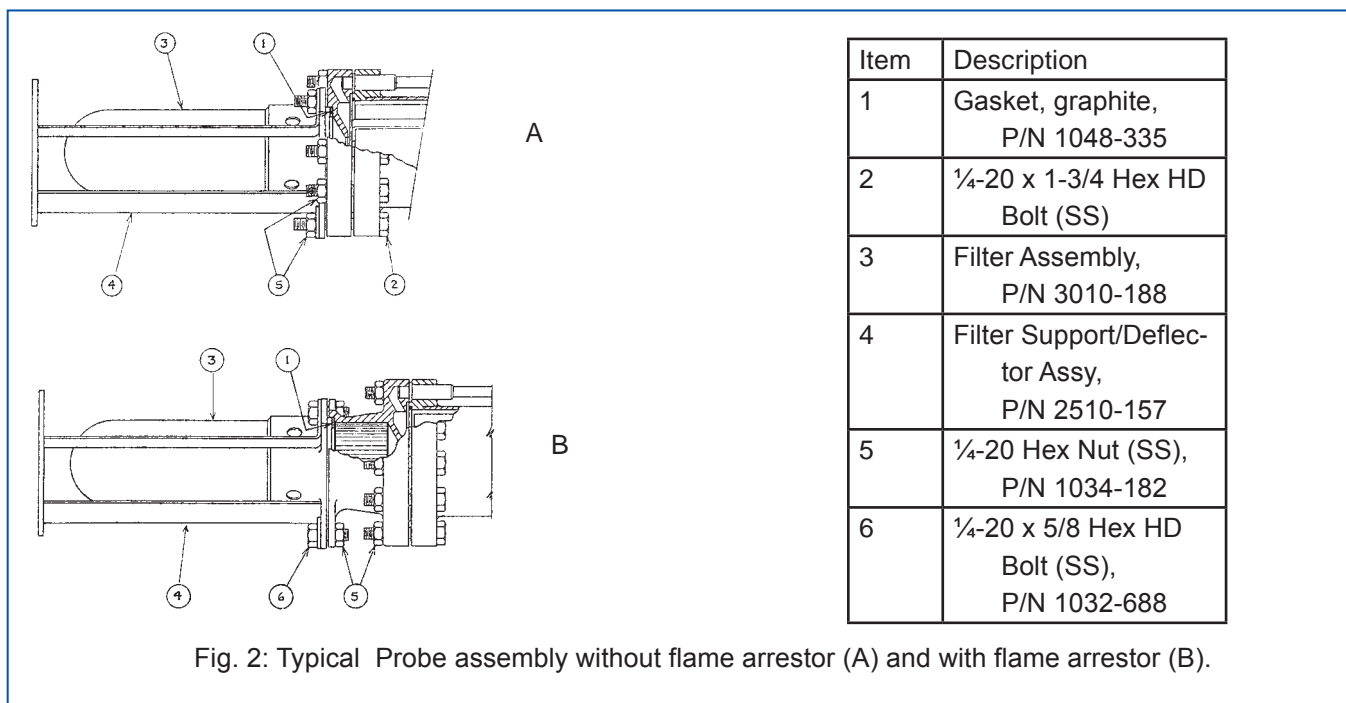 3
1
A
5
4
2
3
1
B
4
6
5
Item Description
1 Gasket, graphite,
P/N 1048-335
2 ¼-20 x 1-3/4 Hex HD
Bolt (SS)
3 Filter Assembly,
P/N 3010-188
4 Filter Support/Deflec-
tor Assy,
P/N 2510-157
5 ¼-20 Hex Nut (SS),
P/N 1034-182
6 ¼-20 x 5/8 Hex HD
Bolt (SS),
P/N 1032-688
Fig. 2: Typical Probe assembly without flame arrestor (A) and with flame arrestor (B).